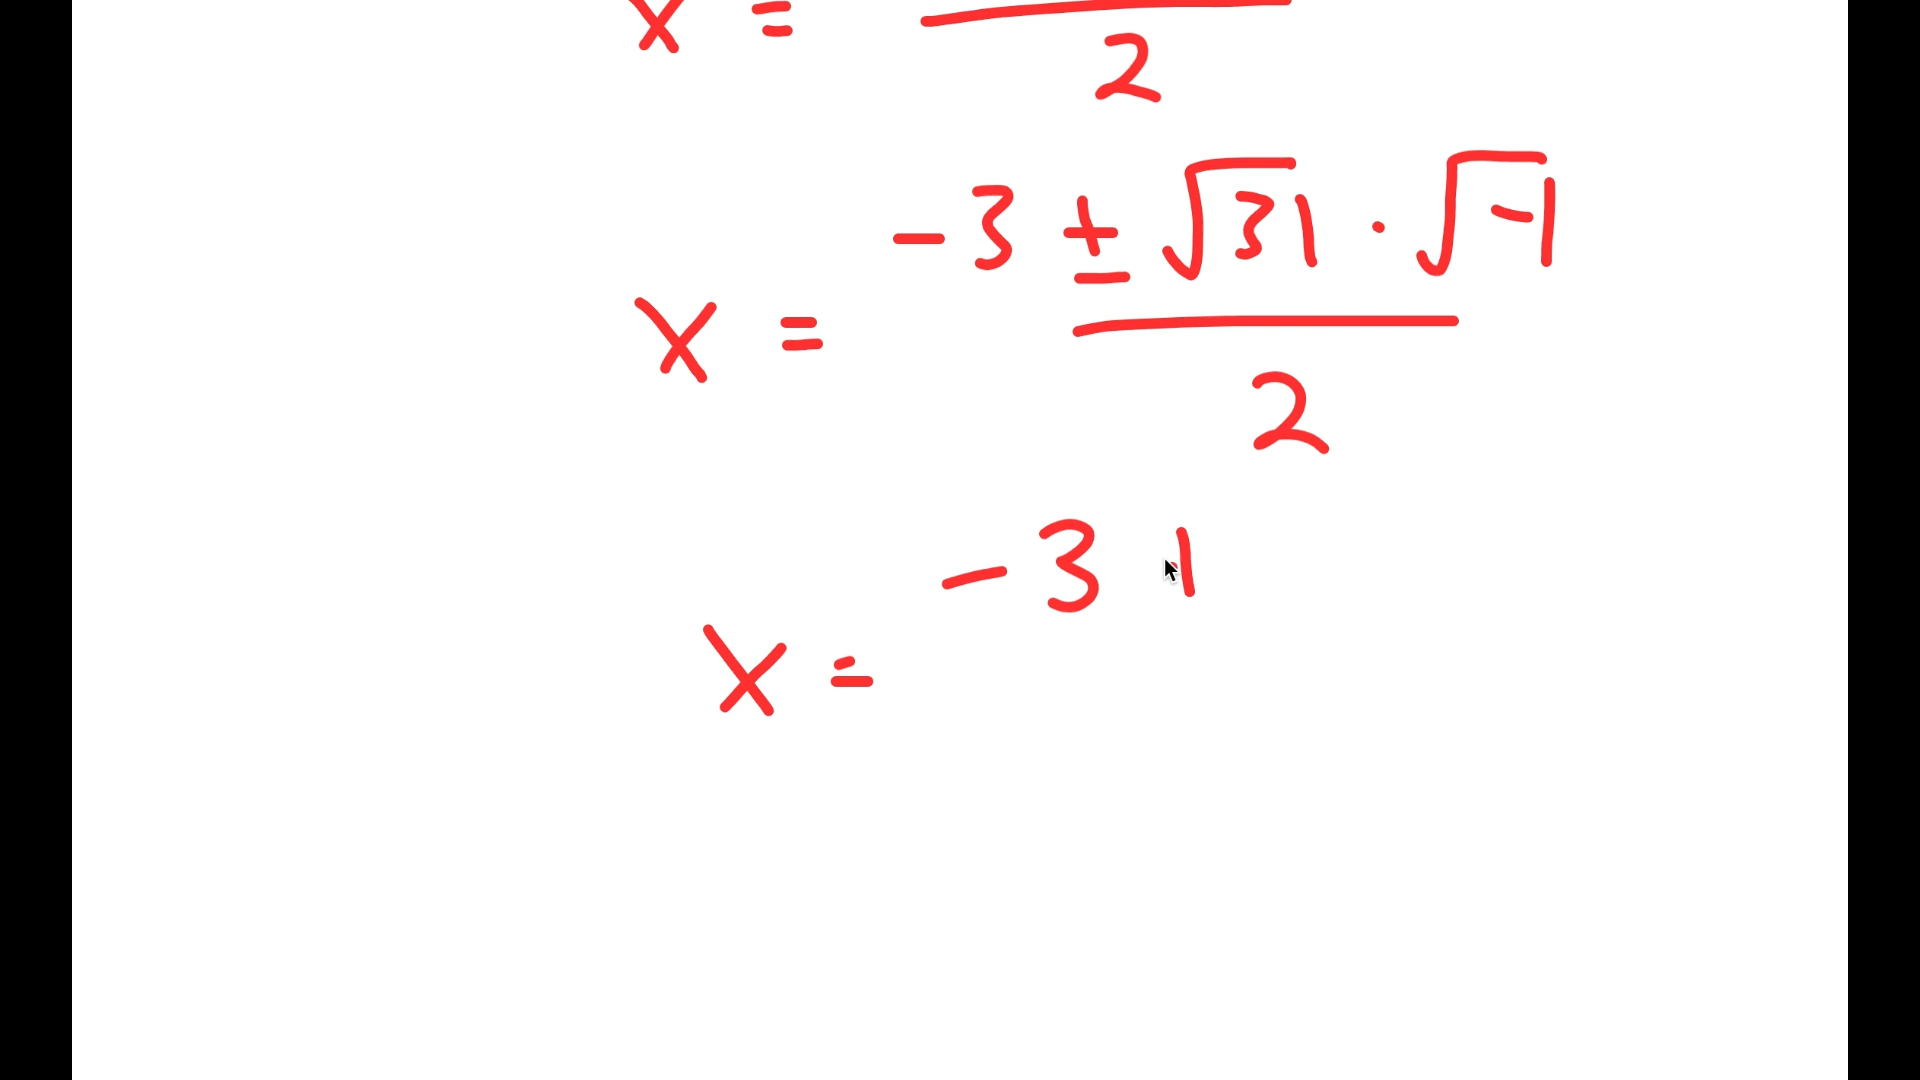 x = 2
x = -3 ± √31 · √-1 / 2
x = -3 1